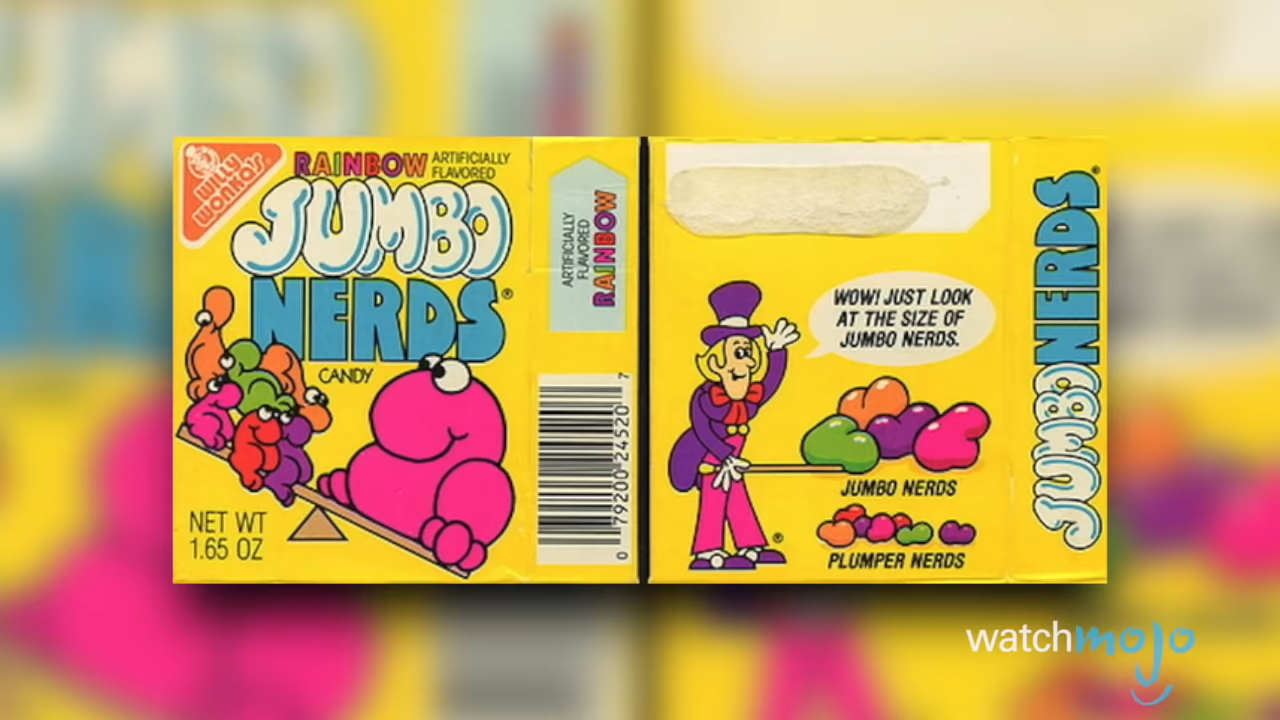 WILLY
WONKA'S
RAINBOW ARTIFICIALLY
FLAVORED
JUMBO
NERDS®
CANDY
NET WT
1.65 OZ
ARTIFICIALLY
FLAVORED
RAINBOW
0 79200 24520 7
WOW! JUST LOOK
AT THE SIZE OF
JUMBO NERDS.
JUMBO NERDS
®
PLUMPER NERDS
JUMBO NERDS®
watchmojo